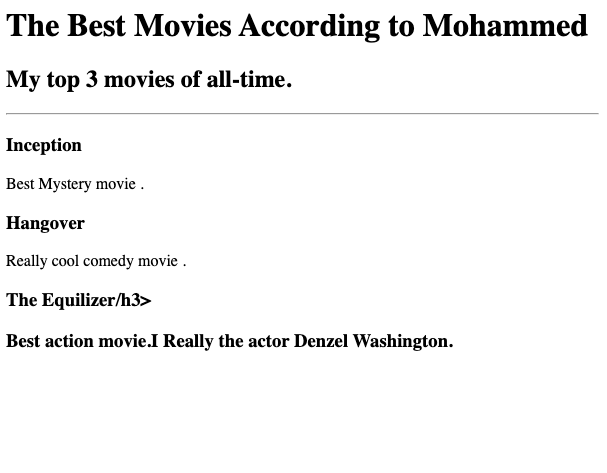 The Best Movies According to Mohammed
My top 3 movies of all-time.
Inception
Best Mystery movie .
Hangover
Really cool comedy movie .
The Equilizer/h3>
Best action movie.I Really the actor Denzel Washington.